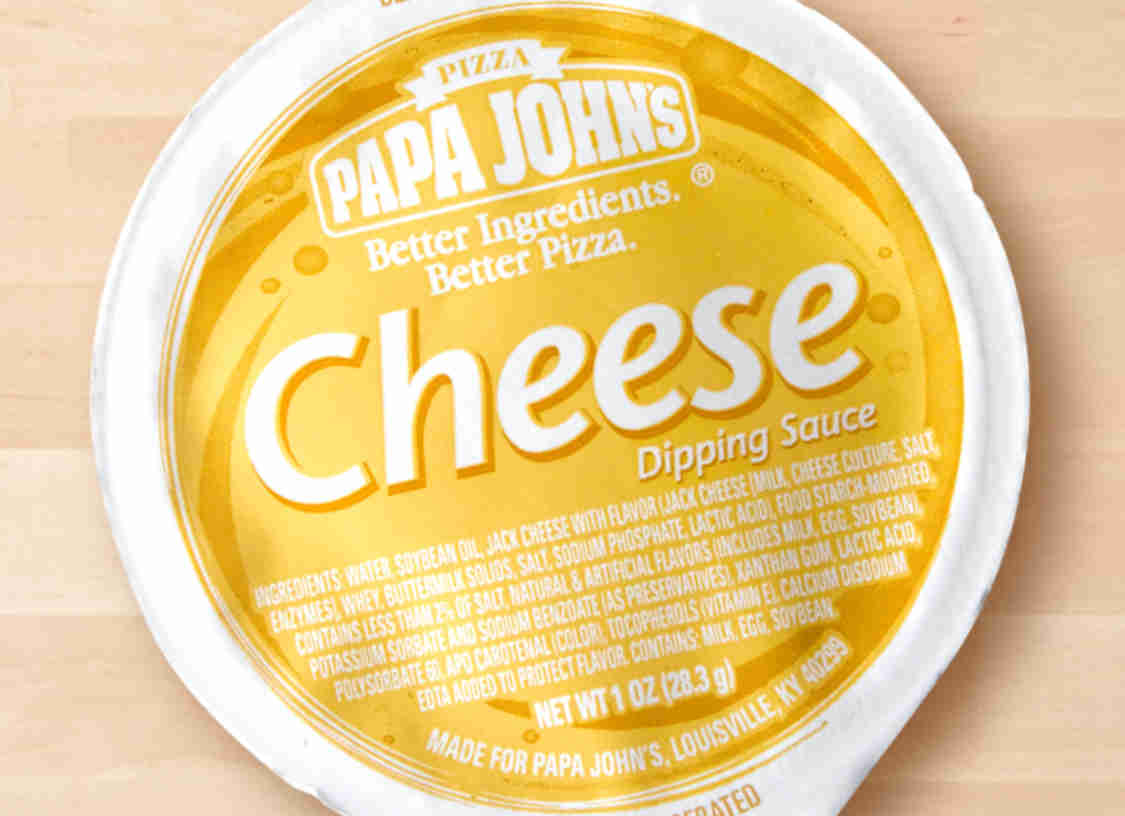 PIZZA
PAPA JOHN'S
Better Ingredients. ®
Better Pizza.
Cheese
Dipping Sauce
INGREDIENTS: WATER, SOYBEAN OIL, JACK CHEESE WITH FLAVOR (JACK CHEESE [MILK, CHEESE CULTURE, SALT,
ENZYMES], WHEY, BUTTERMILK SOLIDS, SALT, SODIUM PHOSPHATE, LACTIC ACID), FOOD STARCH-MODIFIED,
CONTAINS LESS THAN 2% OF SALT, NATURAL & ARTIFICIAL FLAVORS (INCLUDES MILK, EGG, SOYBEAN),
POTASSIUM SORBATE AND SODIUM BENZOATE (AS PRESERVATIVES), XANTHAN GUM, LACTIC ACID,
POLYSORBATE 60, APO CAROTENAL (COLOR), TOCOPHEROLS (VITAMIN E), CALCIUM DISODIUM
EDTA ADDED TO PROTECT FLAVOR. CONTAINS: MILK, EGG, SOYBEAN.
NET WT 1 OZ (28.3 g)
MADE FOR PAPA JOHN'S, LOUISVILLE, KY 40299